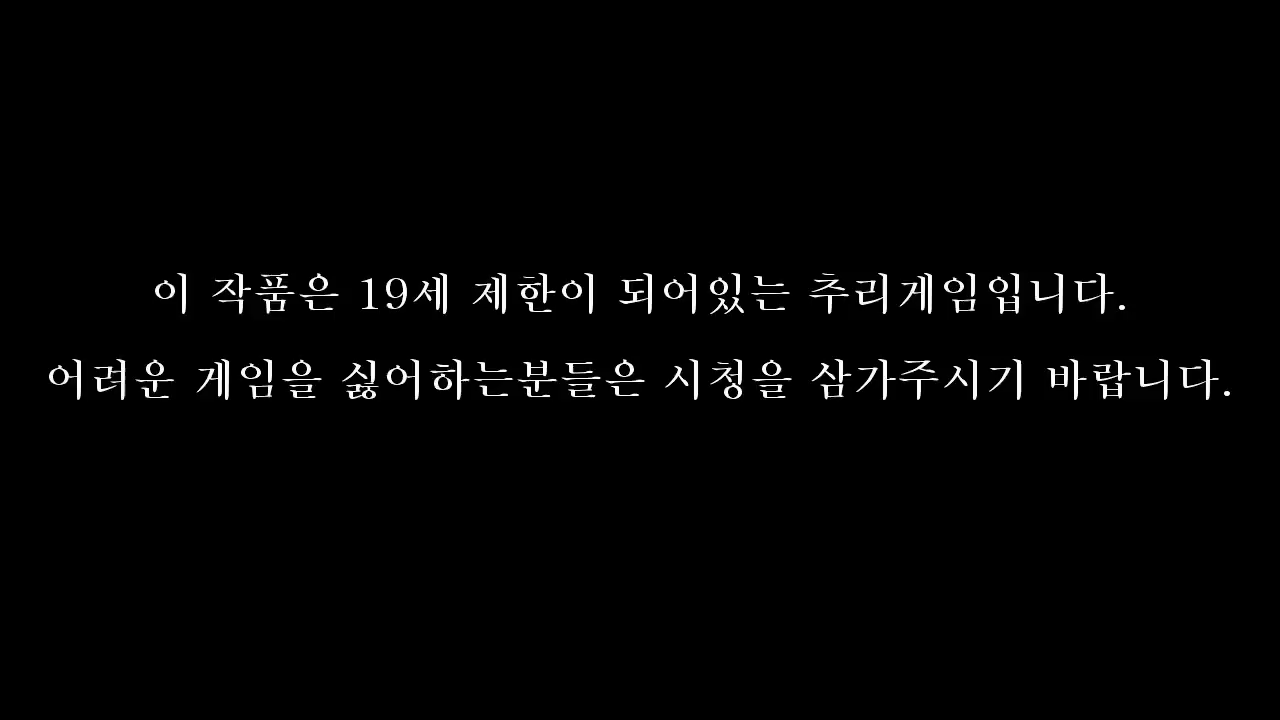 이 작품은 19세 제한이 되어있는 추리게임입니다.
어려운 게임을 싫어하는분들은 시청을 삼가주시기 바랍니다.